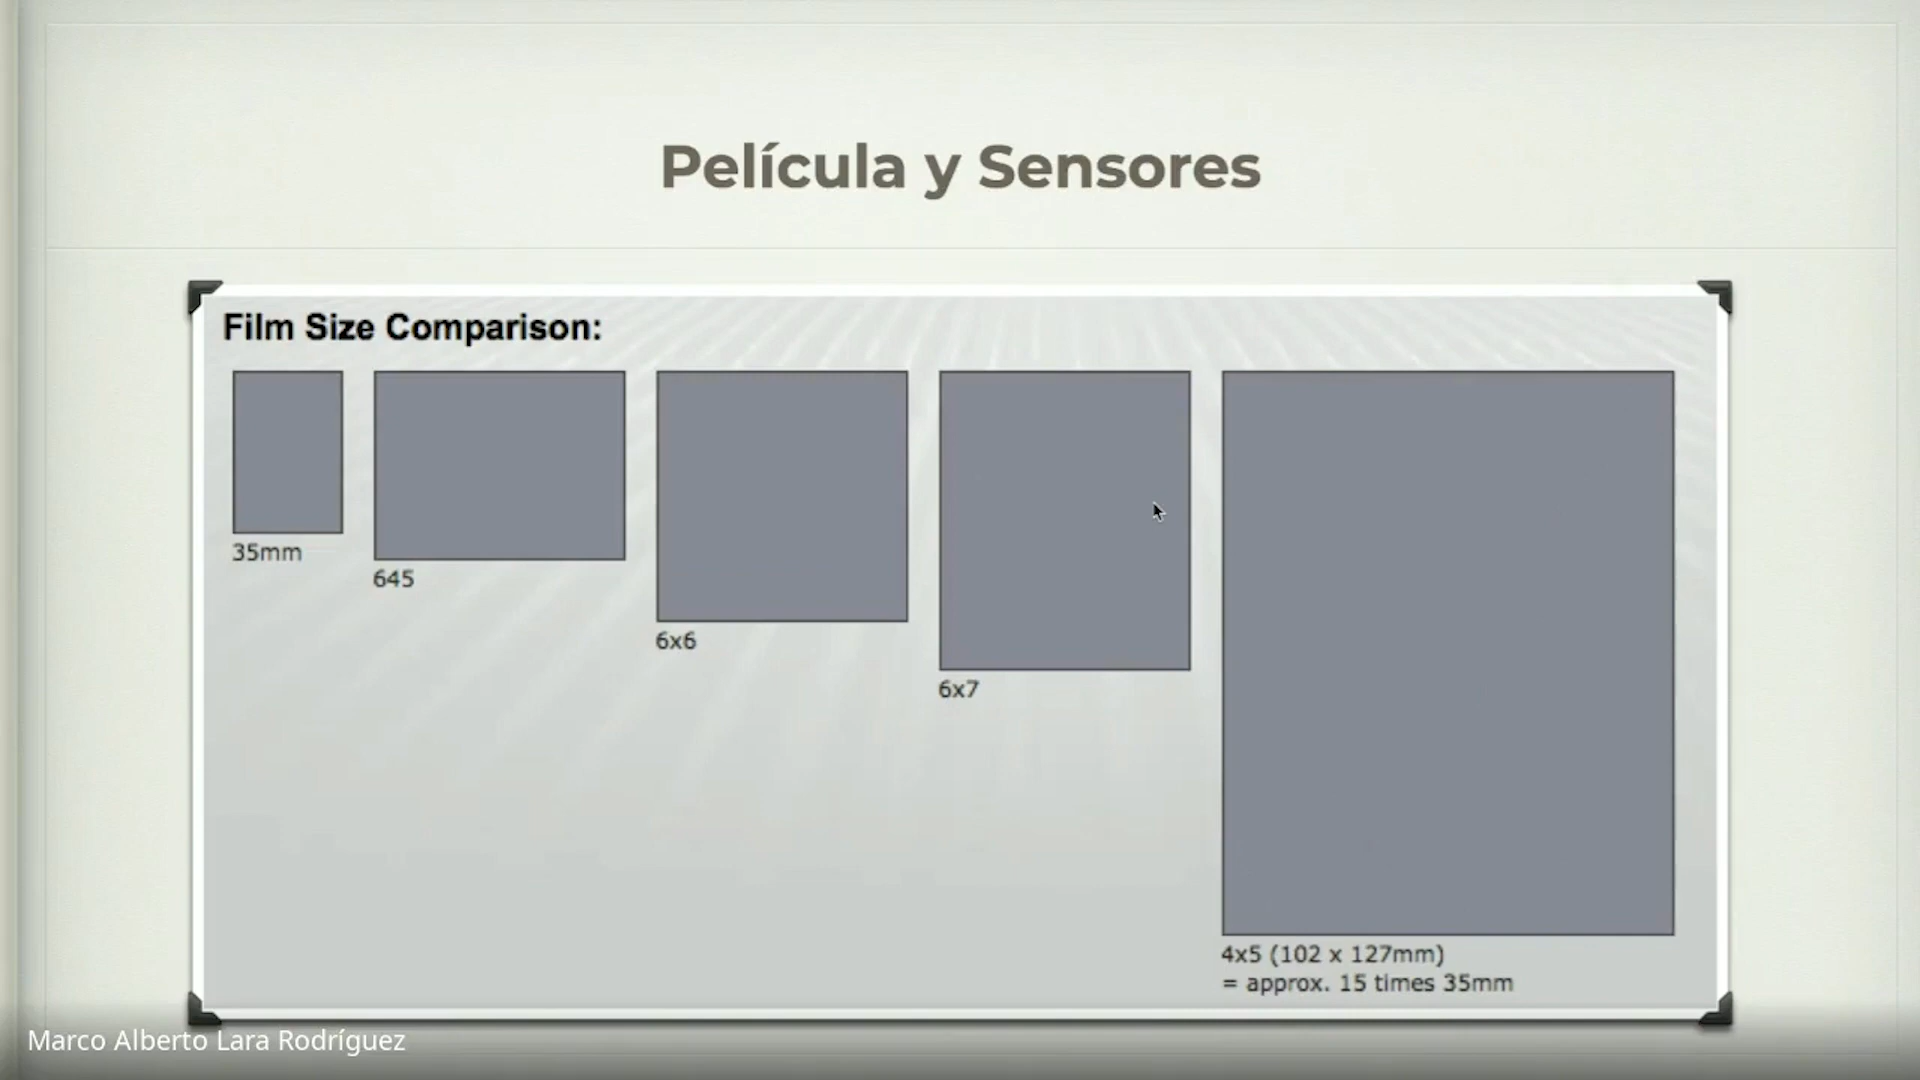 Película y Sensores
Film Size Comparison:
35mm
645
6x6
6x7
4x5 (102 x 127mm)
= approx. 15 times 35mm
Marco Alberto Lara Rodríguez